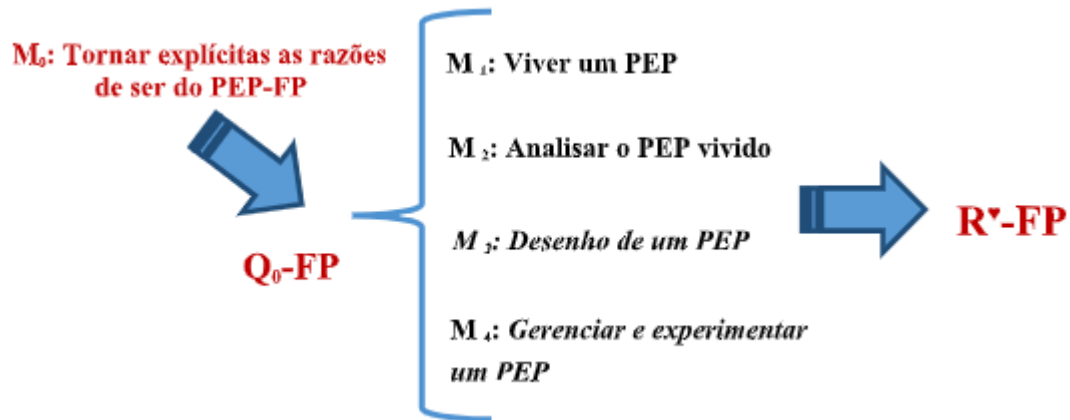 M₀: Tornar explícitas as razões
de ser do PEP-FP
Q₀-FP
M ₁: Viver um PEP
M ₂: Analisar o PEP vivido
M ₃: Desenho de um PEP
M ₄: Gerenciar e experimentar
um PEP
R♥-FP